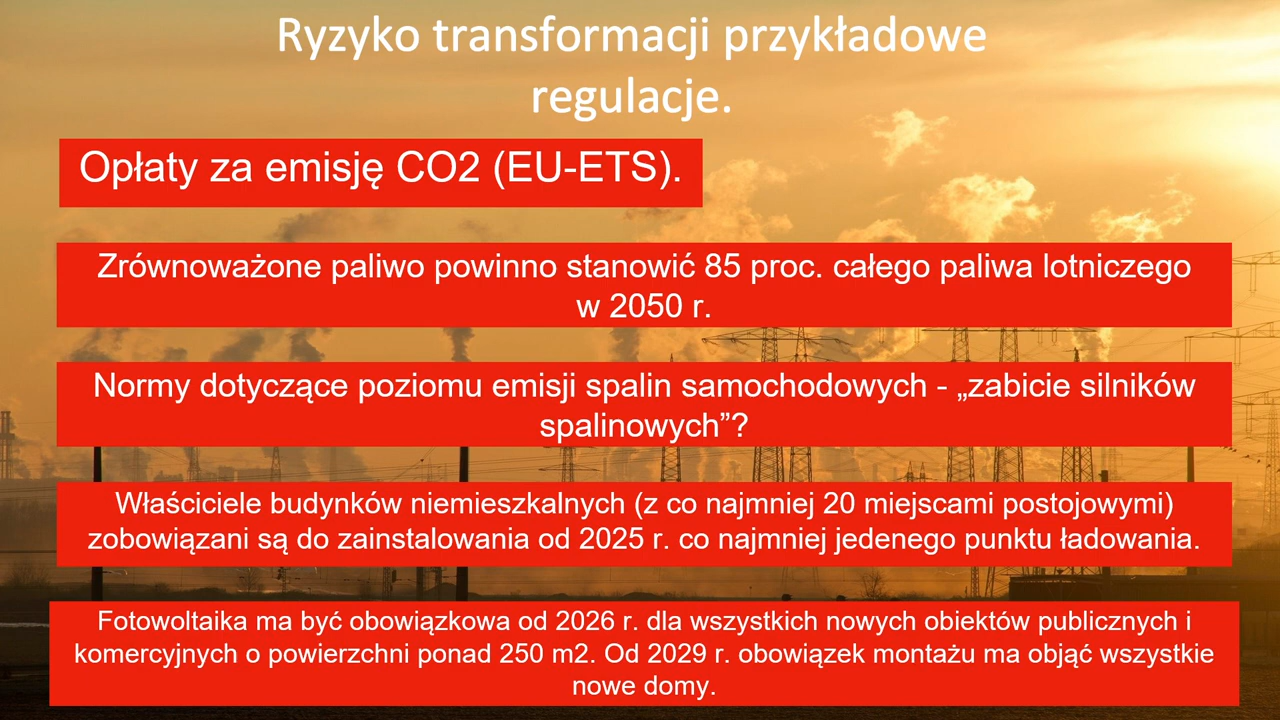 Ryzyko transformacji przykładowe
regulacje.
Opłaty za emisję CO2 (EU-ETS).
Zrównoważone paliwo powinno stanowić 85 proc. całego paliwa lotniczego
w 2050 r.
Normy dotyczące poziomu emisji spalin samochodowych - „zabicie silników
spalinowych”?
Właściciele budynków niemieszkalnych (z co najmniej 20 miejscami postojowymi)
zobowiązani są do zainstalowania od 2025 r. co najmniej jedenego punktu ładowania.
Fotowoltaika ma być obowiązkowa od 2026 r. dla wszystkich nowych obiektów publicznych i
komercyjnych o powierzchni ponad 250 m2. Od 2029 r. obowiązek montażu ma objąć wszystkie
nowe domy.